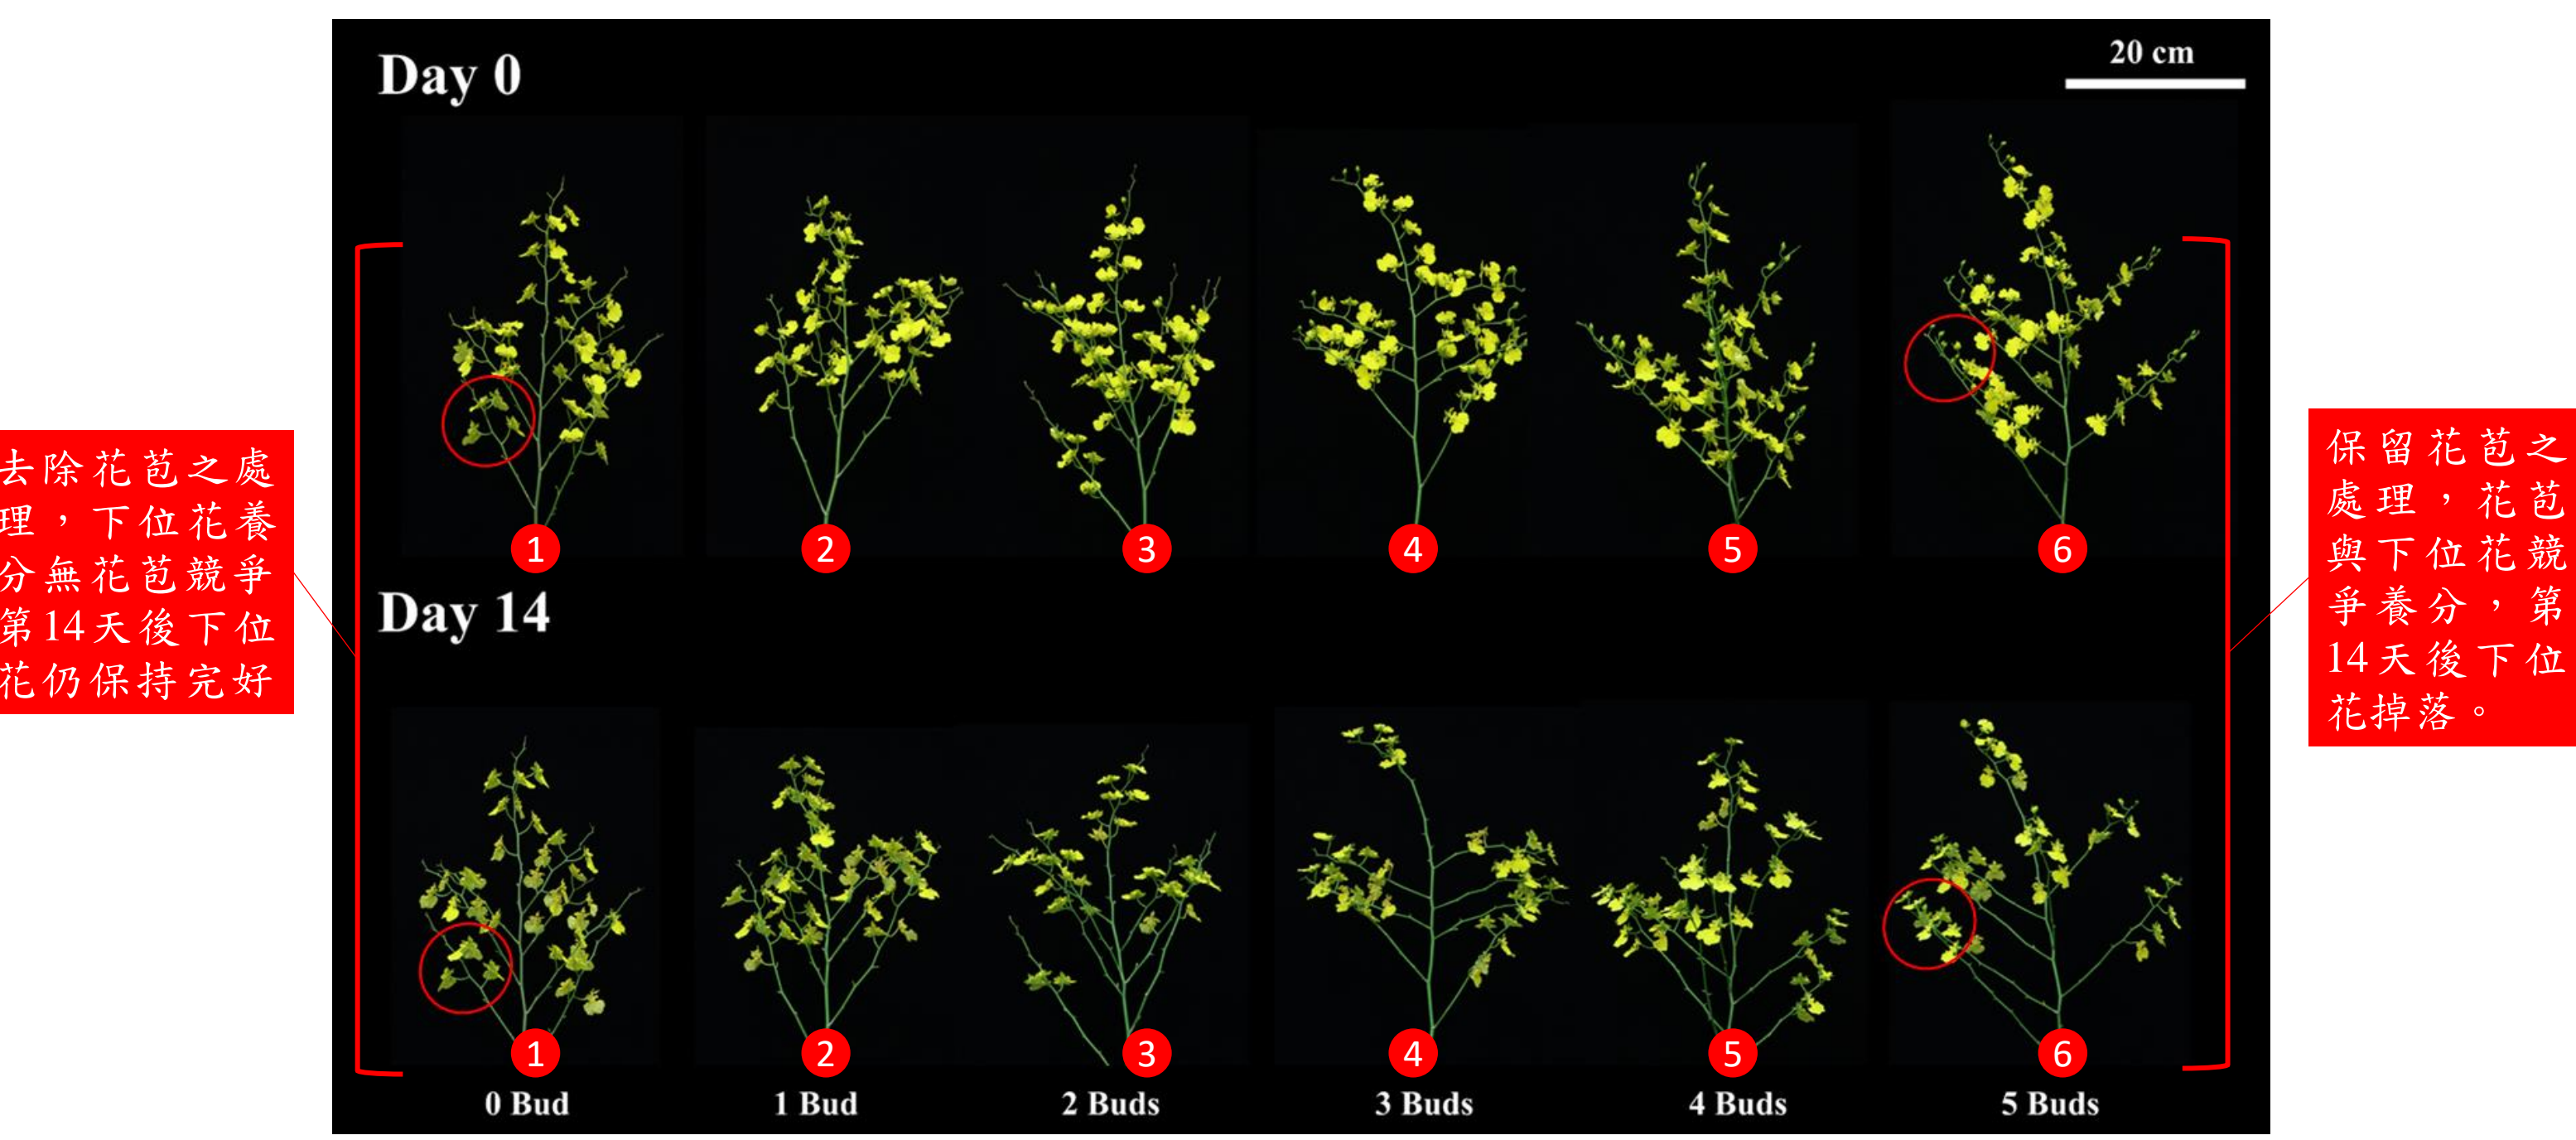 Day 0
20 cm
1
2
3
4
5
6
去除花苞之處
理，下位花養
分無花苞競爭
第14天後下位
花仍保持完好
保留花苞之
處理，花苞
與下位花競
爭養分，第
14天後下位
花掉落。
Day 14
1
2
3
4
5
6
0 Bud
1 Bud
2 Buds
3 Buds
4 Buds
5 Buds